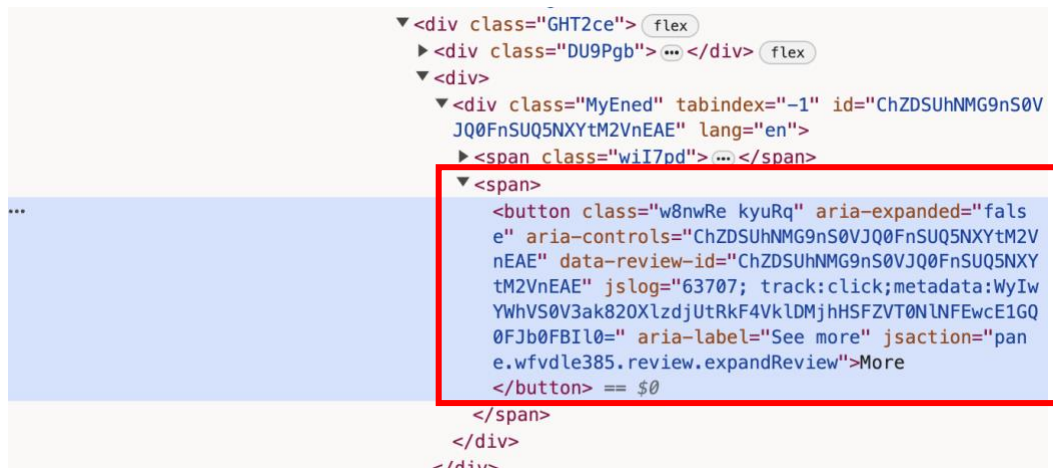 ▼<div class="GHT2ce"> flex
▶<div class="DU9Pgb"> … </div> flex
▼<div>
▼<div class="MyEned" tabindex="-1" id="ChZDSUhNMG9nS0V
JQ0FnSUQ5NXYtM2VnEAE" lang="en">
▶<span class="wiI7pd"> … </span>
▼<span>
… <button class="w8nwRe kyuRq" aria-expanded="fals
e" aria-controls="ChZDSUhNMG9nS0VJQ0FnSUQ5NXYtM2V
nEAE" data-review-id="ChZDSUhNMG9nS0VJQ0FnSUQ5NXY
tM2VnEAE" jslog="63707; track:click;metadata:WyIw
YWhVS0V3ak82OXlzdjUtRkF4VklDMjhHSFZVT0NlNFEwcE1GQ
0FJb0FBIl0=" aria-label="See more" jsaction="pan
e.wfvdle385.review.expandReview">More
</button> == $0
</span>
</div>
</div>